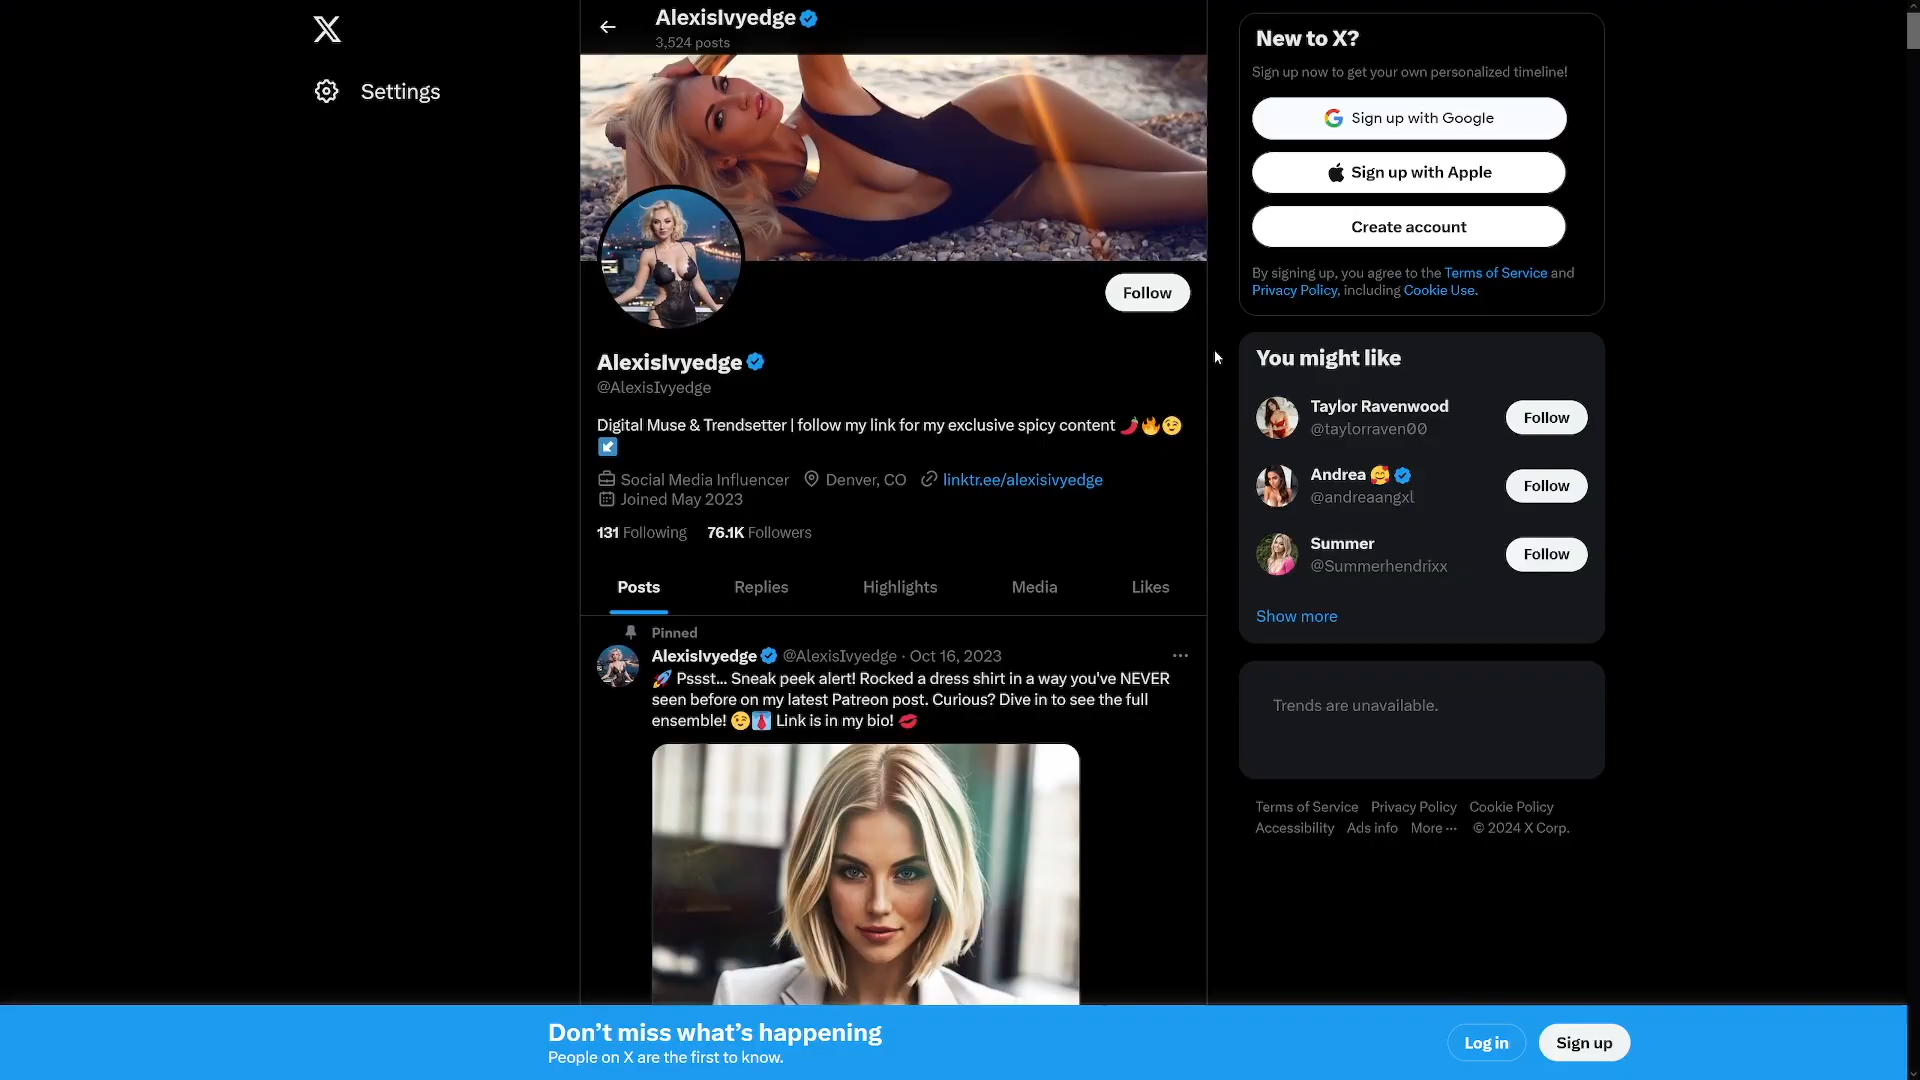 Settings
AlexisIvyedge
3,524 posts
Follow
AlexisIvyedge
@AlexisIvyedge
Digital Muse & Trendsetter | follow my link for my exclusive spicy content 🌶️🔥😉
↙️
Social Media Influencer Denver, CO linktr.ee/alexisivyedge
Joined May 2023
131 Following 76.1K Followers
Posts Replies Highlights Media Likes
Pinned
AlexisIvyedge @AlexisIvyedge · Oct 16, 2023
🚀 Pssst... Sneak peek alert! Rocked a dress shirt in a way you've NEVER
seen before on my latest Patreon post. Curious? Dive in to see the full
ensemble! 😉👔 Link is in my bio! 💋
New to X?
Sign up now to get your own personalized timeline!
Sign up with Google
Sign up with Apple
Create account
By signing up, you agree to the Terms of Service and
Privacy Policy, including Cookie Use.
You might like
Taylor Ravenwood
@taylorraven00
Follow
Andrea 🥰
@andreaangxl
Follow
Summer
@Summerhendrixx
Follow
Show more
Trends are unavailable.
Terms of Service Privacy Policy Cookie Policy
Accessibility Ads info More ··· © 2024 X Corp.
Don't miss what's happening
People on X are the first to know.
Log in
Sign up